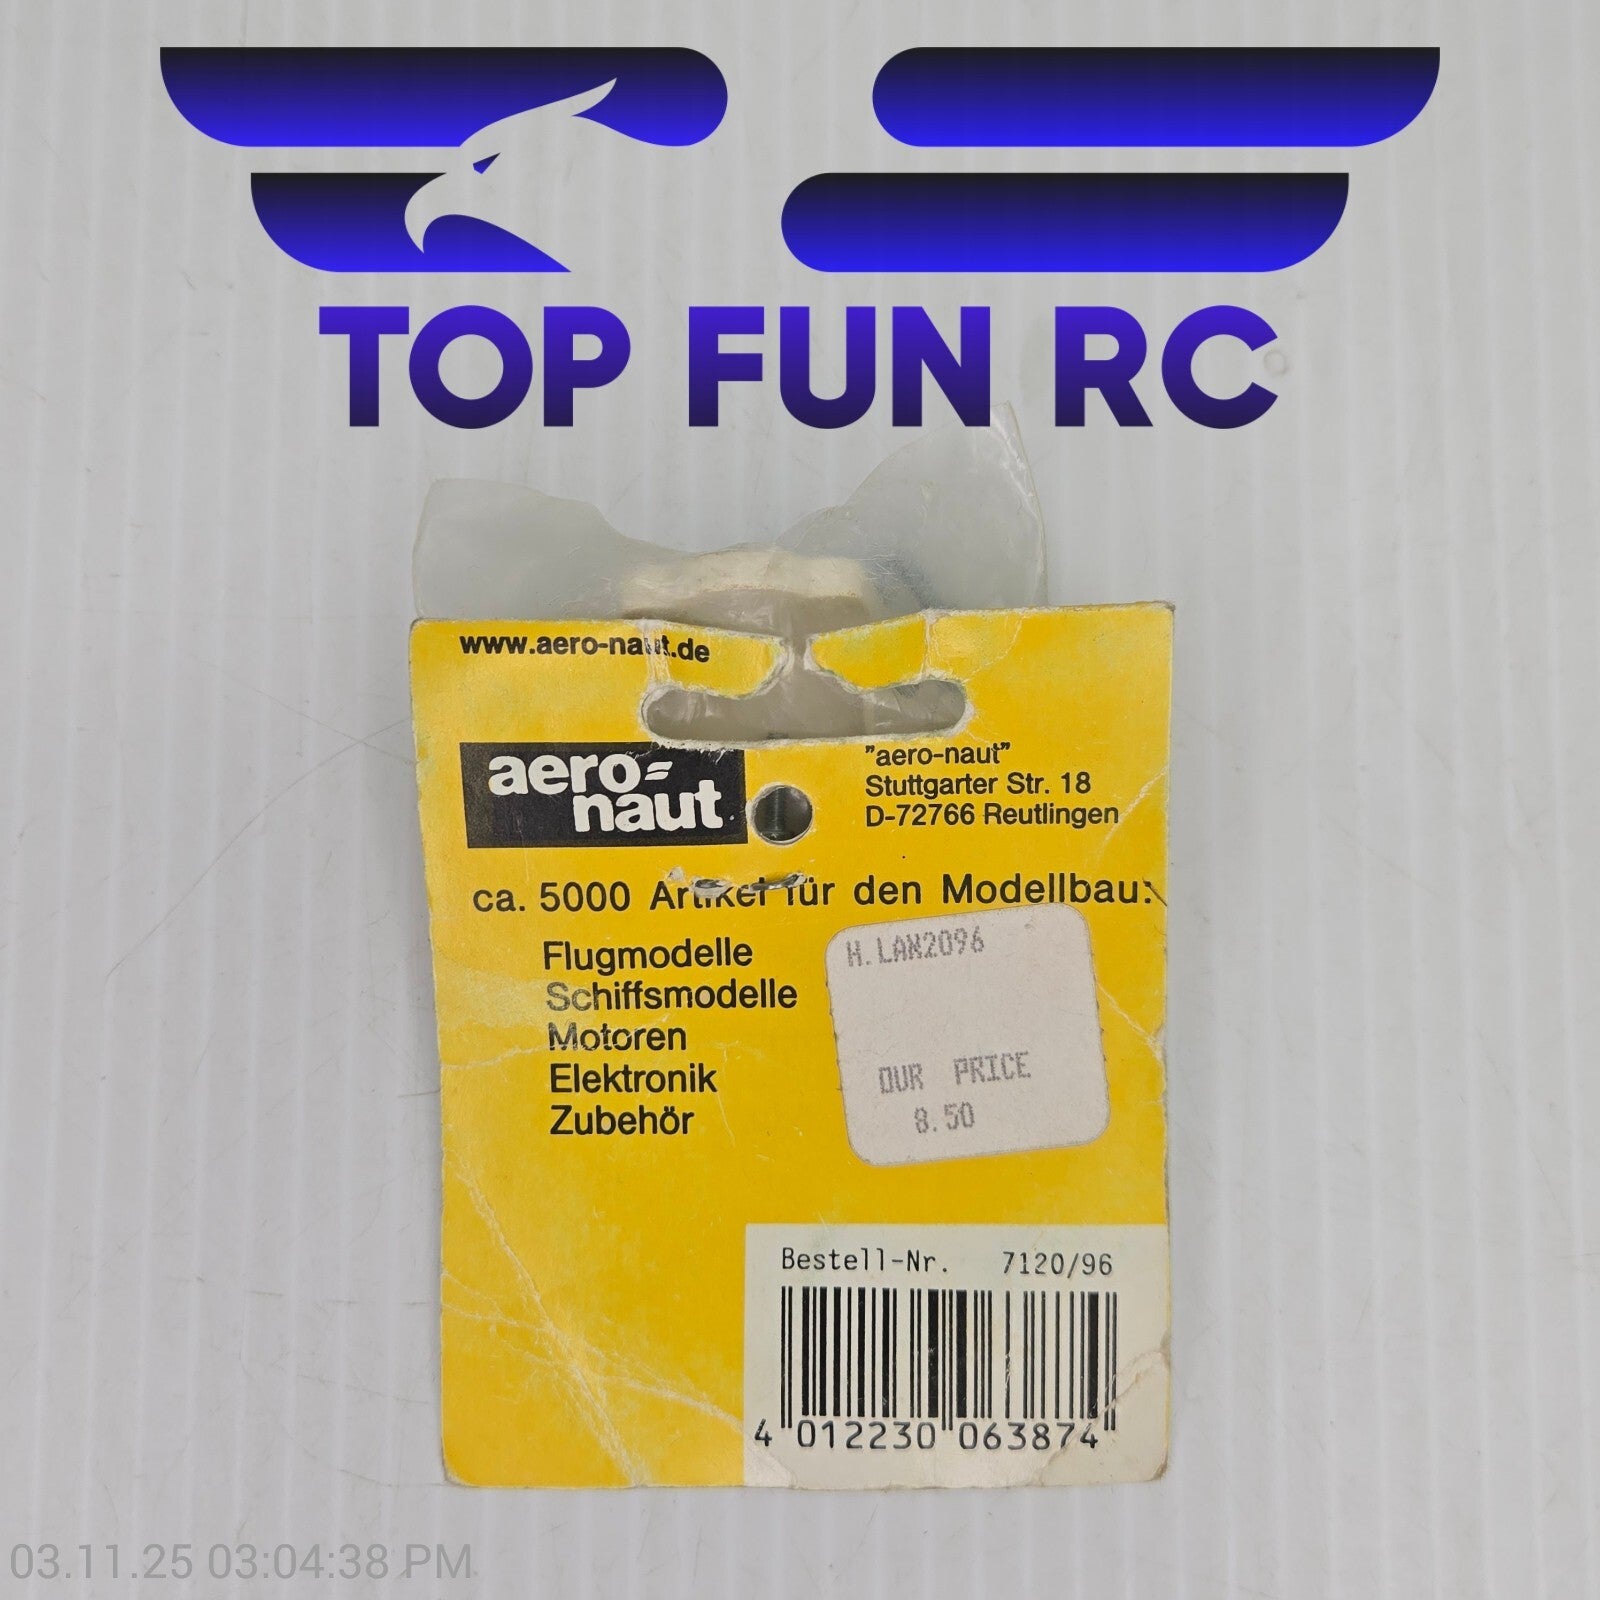 TOP FUN RC
www.aero-naut.de
aero=
naut
"aero-naut"
Stuttgarter Str. 18
D-72766 Reutlingen
ca. 5000 Artikel für den Modellbau:
Flugmodelle
Schiffsmodelle
Motoren
Elektronik
Zubehör
H.LAN2096
OUR PRICE
8.50
Bestell-Nr. 7120/96
4 012230 063874
03.11.25 03:04:38 PM